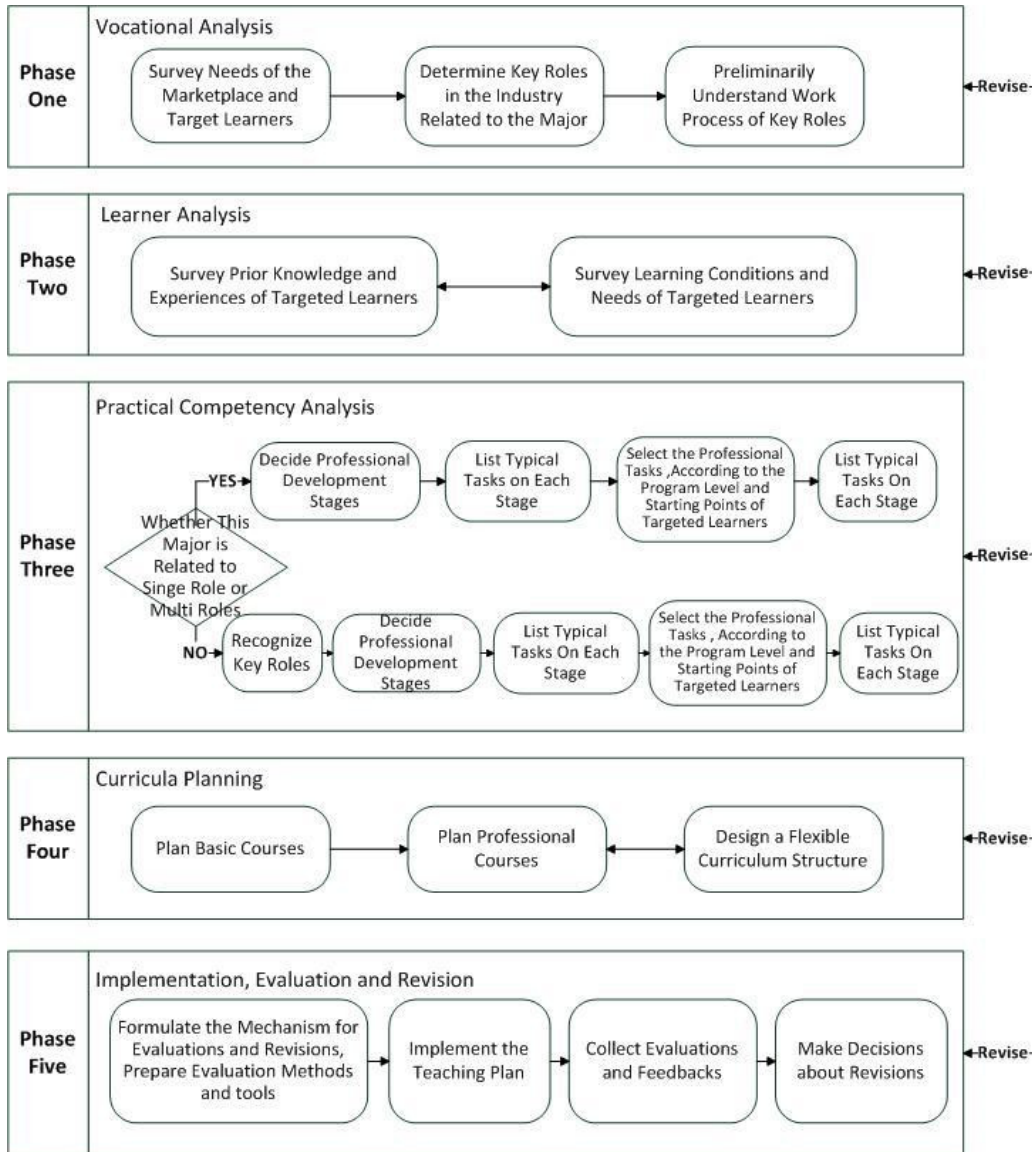 Vocational Analysis
Phase
One
Survey Needs of the
Marketplace and
Target Learners
Determine Key Roles
in the Industry
Related to the Major
Preliminarily
Understand Work
Process of Key Roles
Revise
Learner Analysis
Phase
Two
Survey Prior Knowledge and
Experiences of Targeted Learners
Survey Learning Conditions and
Needs of Targeted Learners
Revise
Practical Competency Analysis
Phase
Three
Whether This
Major is
Related to
Singe Role or
Multi Roles
YES
Decide Professional
Development
Stages
List Typical
Tasks on Each
Stage
Select the Professional
Tasks ,According to the
Program Level and
Starting Points of
Targeted Learners
List Typical
Tasks On
Each Stage
NO
Recognize
Key Roles
Decide
Professional
Development
Stages
List Typical
Tasks On Each
Stage
Select the Professional
Tasks , According to
the Program Level and
Starting Points of
Targeted Learners
List Typical
Tasks On
Each Stage
Revise
Curricula Planning
Phase
Four
Plan Basic Courses
Plan Professional
Courses
Design a Flexible
Curriculum Structure
Revise
Implementation, Evaluation and Revision
Phase
Five
Formulate the Mechanism for
Evaluations and Revisions,
Prepare Evaluation Methods
and tools
Implement the
Teaching Plan
Collect Evaluations
and Feedbacks
Make Decisions
about Revisions
Revise